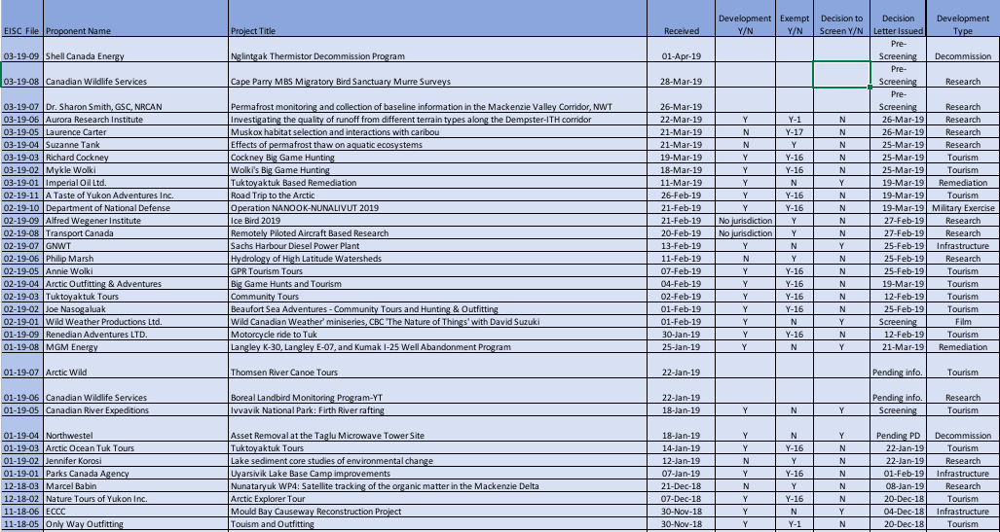 EISC File Proponent Name Project Title Received Development Y/N Exempt Y/N Decision to Screen Y/N Decision Letter Issued Development Type
03-19-09 Shell Canada Energy Nglintgak Thermistor Decommission Program 01-Apr-19 Pre-Screening Decommission
03-19-08 Canadian Wildlife Services Cape Parry MBS Migratory Bird Sanctuary Murre Surveys 28-Mar-19 Pre-Screening Research
03-19-07 Dr. Sharon Smith, GSC, NRCAN Permafrost monitoring and collection of baseline information in the Mackenzie Valley Corridor, NWT 26-Mar-19 Pre-Screening Research
03-19-06 Aurora Research Institute Investigating the quality of runoff from different terrain types along the Dempster-ITH corridor 22-Mar-19 Y Y-1 N 26-Mar-19 Research
03-19-05 Laurence Carter Muskox habitat selection and interactions with caribou 21-Mar-19 N Y-17 N 26-Mar-19 Research
03-19-04 Suzanne Tank Effects of permafrost thaw on aquatic ecosystems 21-Mar-19 N Y N 25-Mar-19 Research
03-19-03 Richard Cockney Cockney Big Game Hunting 19-Mar-19 Y Y-16 N 25-Mar-19 Tourism
03-19-02 Mykle Wolki Wolki's Big Game Hunting 18-Mar-19 Y Y-16 N 25-Mar-19 Tourism
03-19-01 Imperial Oil Ltd. Tuktoyaktuk Based Remediation 11-Mar-19 Y N Y 19-Mar-19 Remediation
02-19-11 A Taste of Yukon Adventures Inc. Road Trip to the Arctic 26-Feb-19 Y Y-16 N 19-Mar-19 Tourism
02-19-10 Department of National Defense Operation NANOOK-NUNALIVUT 2019 21-Feb-19 Y Y-16 N 19-Mar-19 Military Exercise
02-19-09 Alfred Wegener Institute Ice Bird 2019 21-Feb-19 No jurisdiction Y N 27-Feb-19 Research
02-19-08 Transport Canada Remotely Piloted Aircraft Based Research 20-Feb-19 No jurisdiction Y N 27-Feb-19 Research
02-19-07 GNWT Sachs Harbour Diesel Power Plant 13-Feb-19 Y N Y 25-Feb-19 Infrastructure
02-19-06 Philip Marsh Hydrology of High Latitude Watersheds 11-Feb-19 N Y N 25-Feb-19 Research
02-19-05 Annie Wolki GPR Tourism Tours 07-Feb-19 Y Y-16 N 25-Feb-19 Tourism
02-19-04 Arctic Outfitting & Adventures Big Game Hunts and Tourism 04-Feb-19 Y Y-16 N 19-Mar-19 Tourism
02-19-03 Tuktoyaktuk Tours Community Tours 02-Feb-19 Y Y-16 N 12-Feb-19 Tourism
02-19-02 Joe Nasogaluak Beaufort Sea Adventures - Community Tours and Hunting & Outfitting 01-Feb-19 Y Y-16 N 25-Feb-19 Tourism
02-19-01 Wild Weather Productions Ltd. Wild Canadian Weather' miniseries, CBC 'The Nature of Things' with David Suzuki 01-Feb-19 Y N Y Screening Film
01-19-09 Renedian Adventures LTD. Motorcycle ride to Tuk 30-Jan-19 Y Y-16 N 12-Feb-19 Tourism
01-19-08 MGM Energy Langley K-30, Langley E-07, and Kumak I-25 Well Abandonment Program 25-Jan-19 Y N Y 21-Mar-19 Remediation
01-19-07 Arctic Wild Thomsen River Canoe Tours 22-Jan-19 Pending info. Tourism
01-19-06 Canadian Wildlife Services Boreal Landbird Monitoring Program-YT 22-Jan-19 Pending info. Research
01-19-05 Canadian River Expeditions Ivvavik National Park: Firth River rafting 18-Jan-19 Y N Y Screening Tourism
01-19-04 Northwestel Asset Removal at the Taglu Microwave Tower Site 18-Jan-19 Y N Y Pending PD Decommission
01-19-03 Arctic Ocean Tuk Tours Tuktoyaktuk Tours 14-Jan-19 Y Y-16 N 22-Jan-19 Tourism
01-19-02 Jennifer Korosi Lake sediment core studies of environmental change 12-Jan-19 N Y N 22-Jan-19 Research
01-19-01 Parks Canada Agency Uyarsivik Lake Base Camp improvements 07-Jan-19 Y Y-16 N 01-Feb-19 Infrastructure
12-18-03 Marcel Babin Nunataryuk WP4: Satellite tracking of the organic matter in the Mackenzie Delta 21-Dec-18 N Y N 08-Jan-19 Research
12-18-02 Nature Tours of Yukon Inc. Arctic Explorer Tour 07-Dec-18 Y Y-16 N 20-Dec-18 Tourism
11-18-06 ECCC Mould Bay Causeway Reconstruction Project 30-Nov-18 Y N Y 04-Dec-18 Infrastructure
11-18-05 Only Way Outfitting Touism and Outfitting 30-Nov-18 Y Y-1 N 20-Dec-18 Tourism